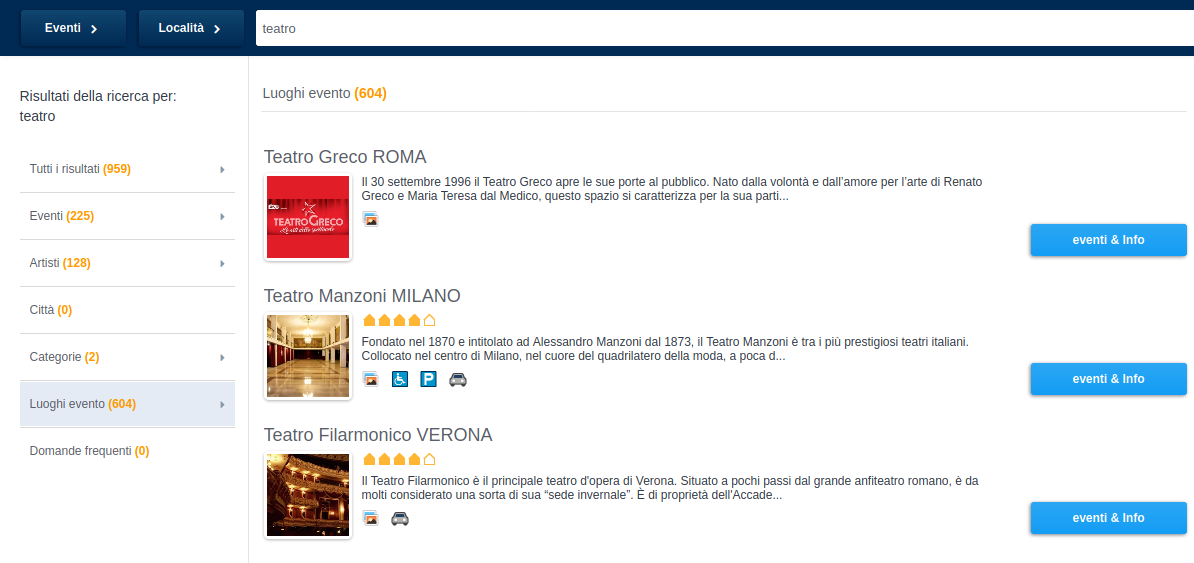 Eventi
Località
teatro
Risultati della ricerca per:
teatro
Tutti i risultati (959)
Eventi (225)
Artisti (128)
Città (0)
Categorie (2)
Luoghi evento (604)
Domande frequenti (0)
Luoghi evento (604)
Teatro Greco ROMA
TEATRO GRECO
Il 30 settembre 1996 il Teatro Greco apre le sue porte al pubblico. Nato dalla volontà e dall’amore per l’arte di Renato
Greco e Maria Teresa dal Medico, questo spazio si caratterizza per la sua parti...
eventi & Info
Teatro Manzoni MILANO
Fondato nel 1870 e intitolato ad Alessandro Manzoni dal 1873, il Teatro Manzoni è tra i più prestigiosi teatri italiani.
Collocato nel centro di Milano, nel cuore del quadrilatero della moda, a poca d...
P
eventi & Info
Teatro Filarmonico VERONA
Il Teatro Filarmonico è il principale teatro d'opera di Verona. Situato a pochi passi dal grande anfiteatro romano, è da
molti considerato una sorta di sua “sede invernale”. È di proprietà dell'Accade...
eventi & Info